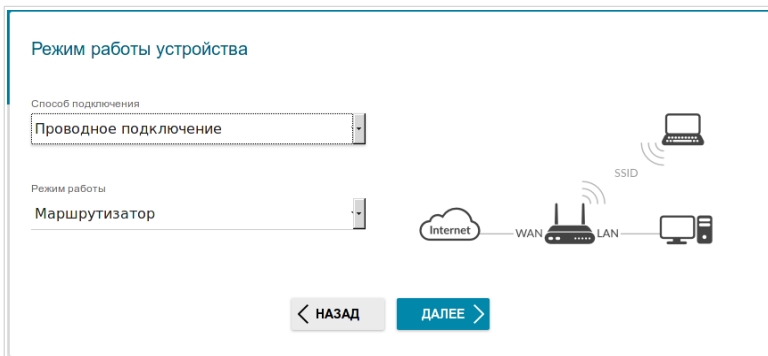 Режим работы устройства
Способ подключения
Проводное подключение
SSID
Режим работы
Маршрутизатор
Internet
WAN
LAN
НАЗАД
ДАЛЕЕ